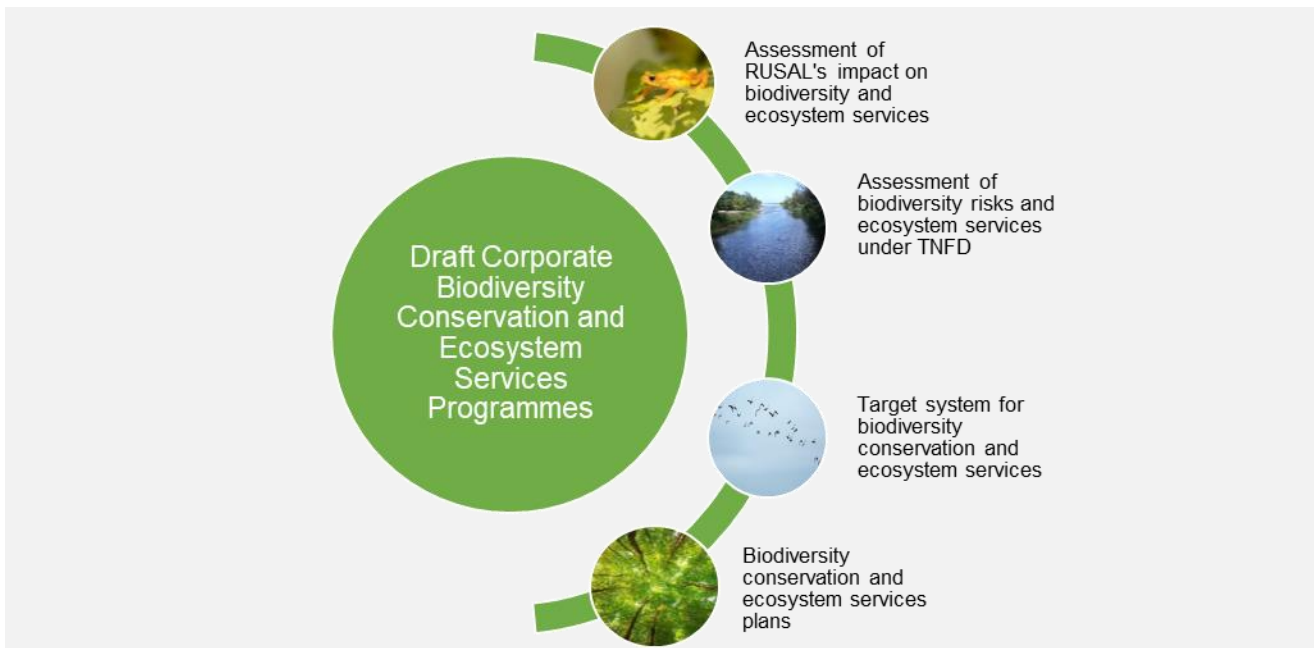 Draft Corporate
Biodiversity
Conservation and
Ecosystem
Services
Programmes
Assessment of
RUSAL's impact on
biodiversity and
ecosystem services
Assessment of
biodiversity risks and
ecosystem services
under TNFD
Target system for
biodiversity
conservation and
ecosystem services
Biodiversity
conservation and
ecosystem services
plans